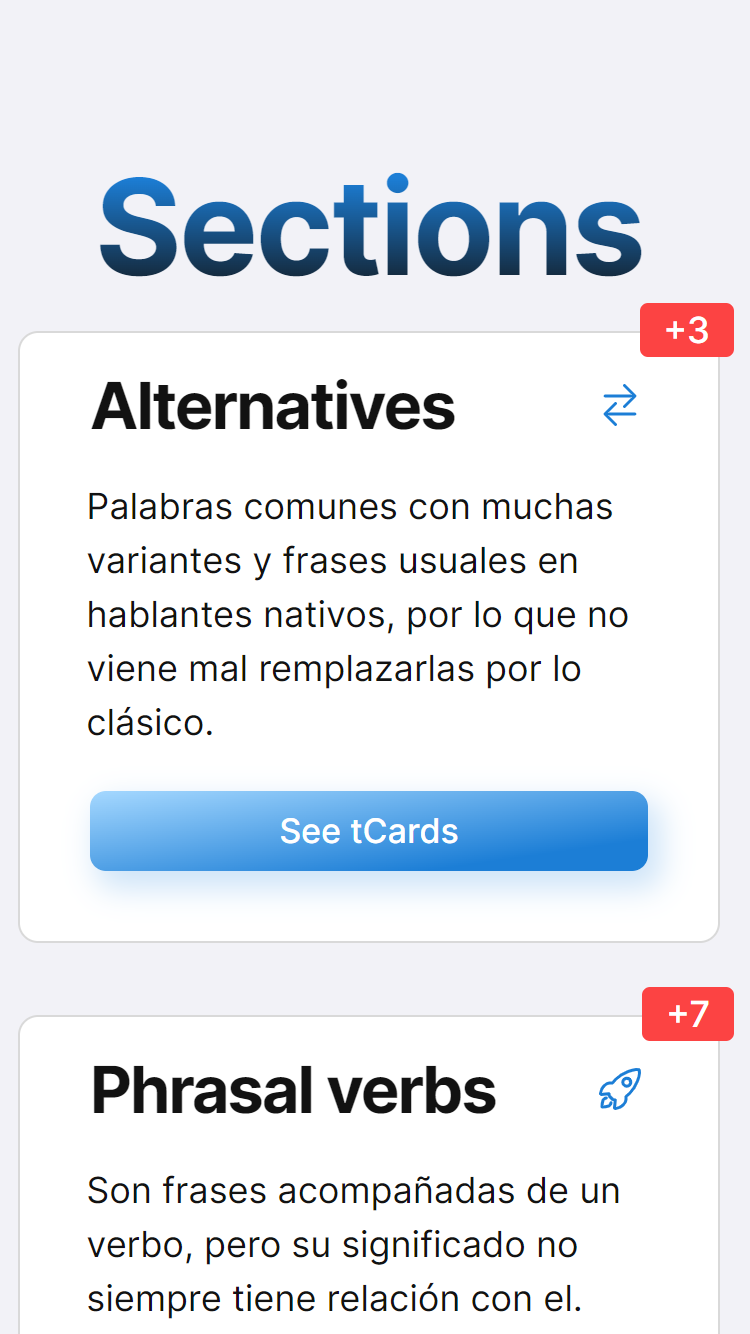 Sections
+3
Alternatives
Palabras comunes con muchas
variantes y frases usuales en
hablantes nativos, por lo que no
viene mal remplazarlas por lo
clásico.
See tCards
+7
Phrasal verbs
Son frases acompañadas de un
verbo, pero su significado no
siempre tiene relación con el.